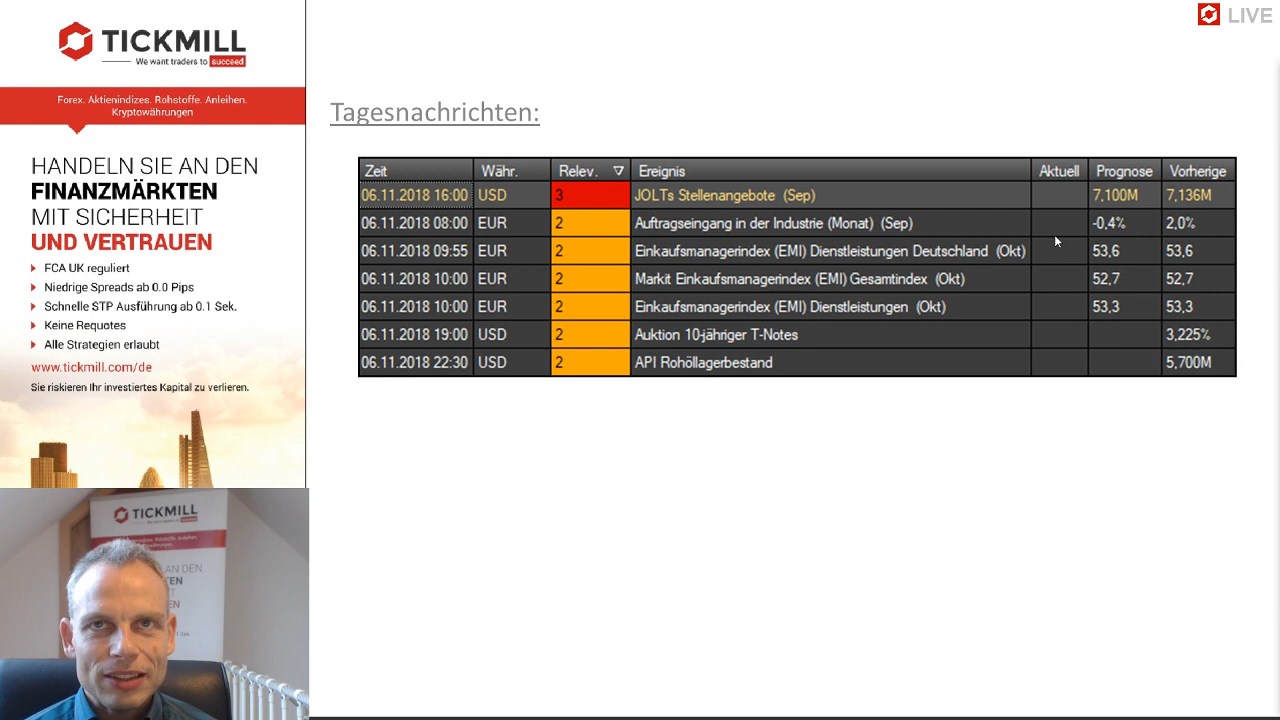 TICKMILL
We want traders to succeed
Forex. Aktienindizes. Rohstoffe. Anleihen.
Kryptowährungen
HANDELN SIE AN DEN
FINANZMÄRKTEN
MIT SICHERHEIT
UND VERTRAUEN
FCA UK reguliert
Niedrige Spreads ab 0.0 Pips
Schnelle STP Ausführung ab 0.1 Sek.
Keine Requotes
Alle Strategien erlaubt
www.tickmill.com/de
Sie riskieren Ihr investiertes Kapital zu verlieren.
LIVE
Tagesnachrichten:
Zeit Währ. Relev. Ereignis Aktuell Prognose Vorherige
06.11.2018 16:00 USD 3 JOLTs Stellenangebote (Sep) 7,100M 7,136M
06.11.2018 08:00 EUR 2 Auftragseingang in der Industrie (Monat) (Sep) -0,4% 2,0%
06.11.2018 09:55 EUR 2 Einkaufsmanagerindex (EMI) Dienstleistungen Deutschland (Okt) 53,6 53,6
06.11.2018 10:00 EUR 2 Markit Einkaufsmanagerindex (EMI) Gesamtindex (Okt) 52,7 52,7
06.11.2018 10:00 EUR 2 Einkaufsmanagerindex (EMI) Dienstleistungen (Okt) 53,3 53,3
06.11.2018 19:00 USD 2 Auktion 10-jähriger T-Notes 3,225%
06.11.2018 22:30 USD 2 API Rohöllagerbestand 5,700M
TICKMILL
AN DEN